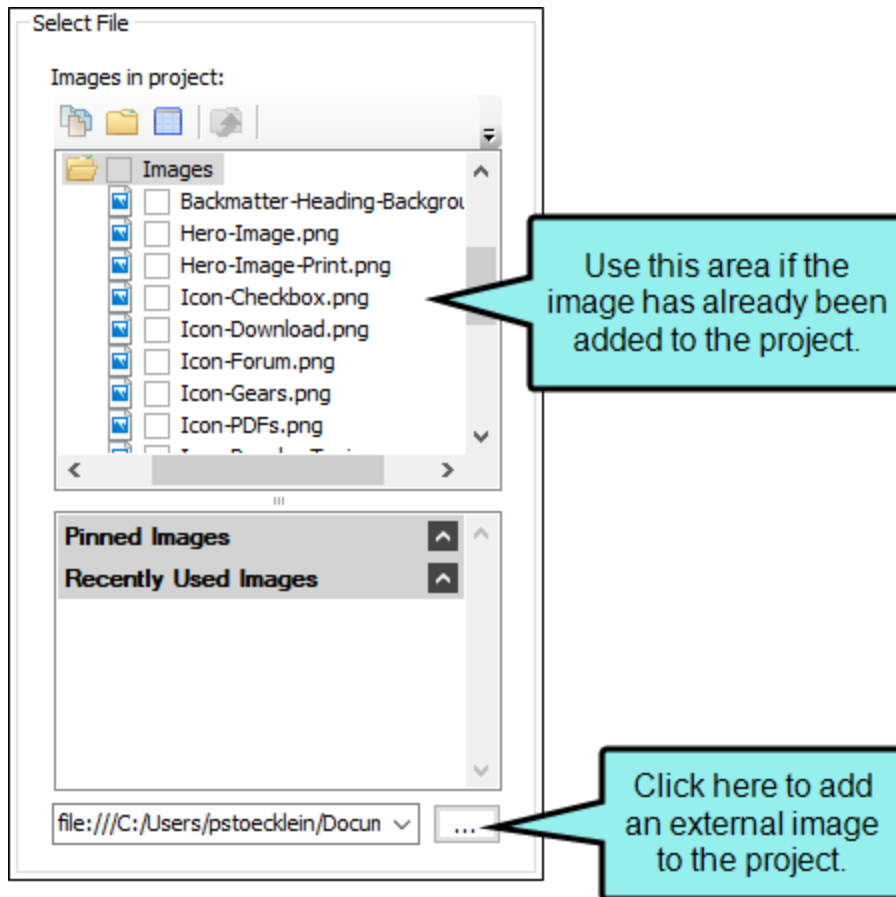 Select File
Images in project:
Images
Backmatter-Heading-Backgrou
Hero-Image.png
Hero-Image-Print.png
Icon-Checkbox.png
Icon-Download.png
Icon-Forum.png
Icon-Gears.png
Icon-PDFs.png
Use this area if the
image has already been
added to the project.
Pinned Images
Recently Used Images
file:///C:/Users/pstoecklein/Docun
...
Click here to add
an external image
to the project.